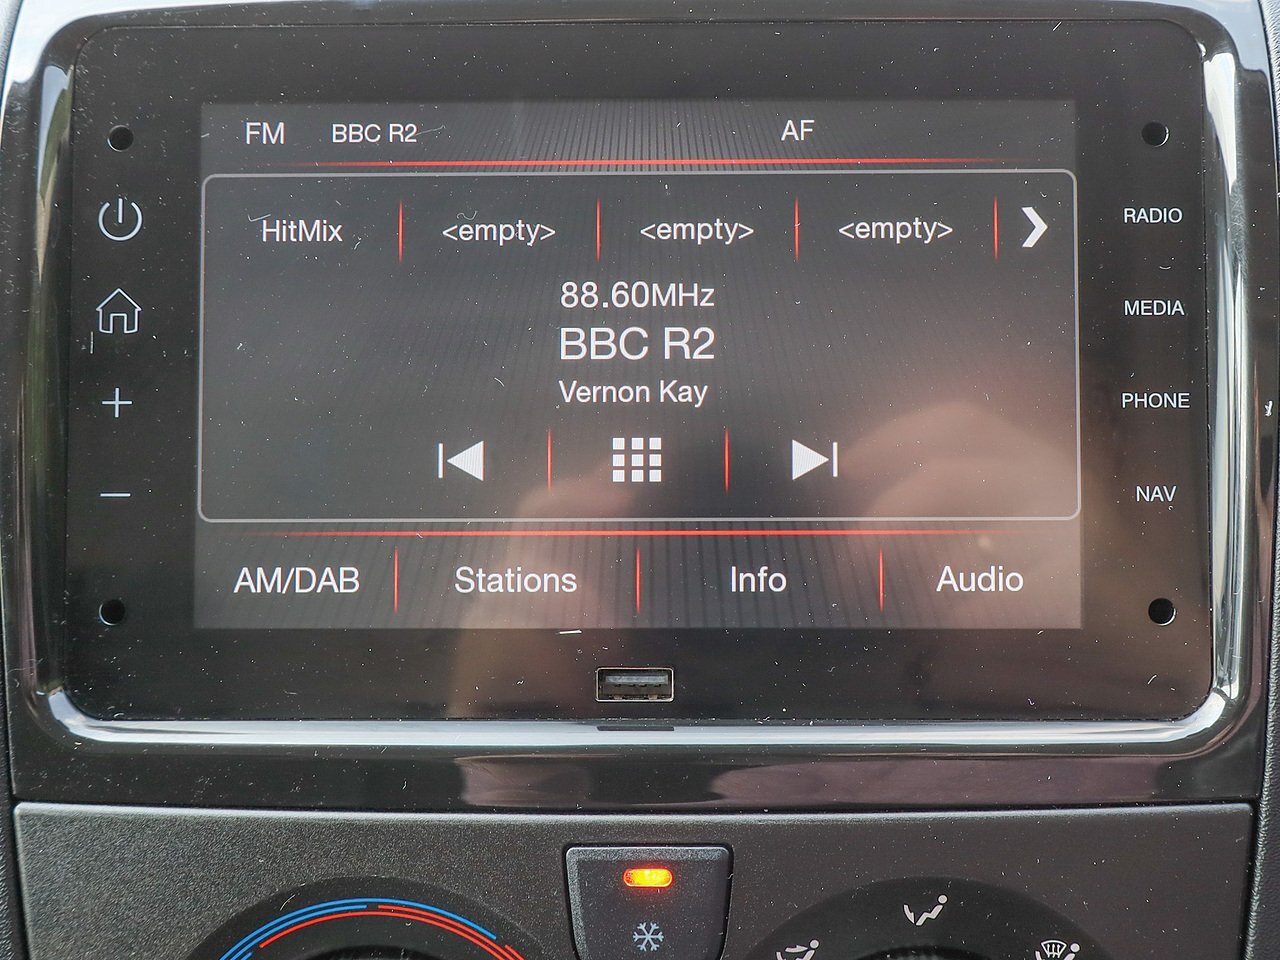 FM BBC R2 AF
HitMix <empty> <empty> <empty>
88.60MHz
BBC R2
Vernon Kay
AM/DAB Stations Info Audio
RADIO
MEDIA
PHONE
NAV